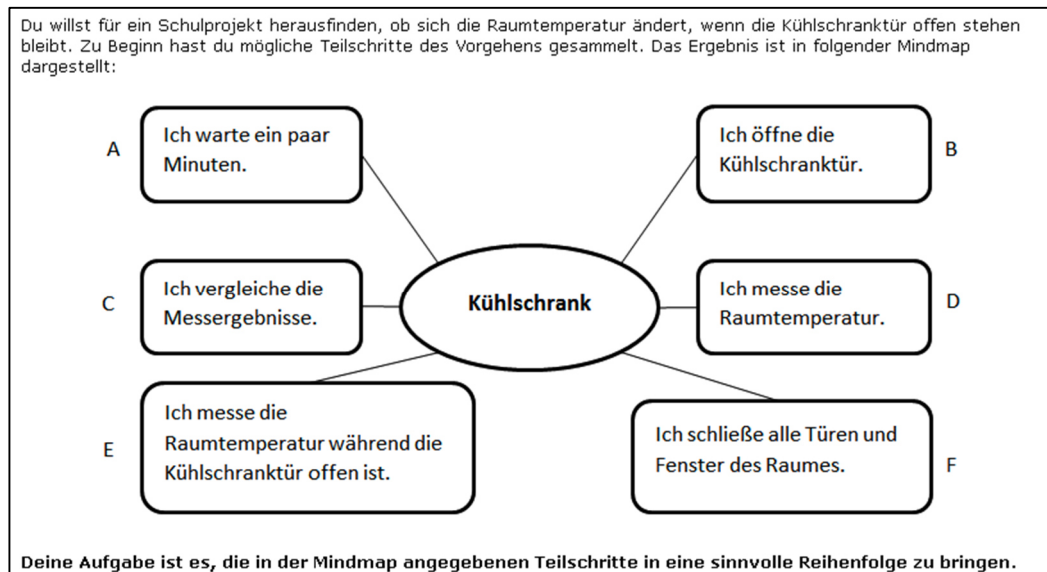 Du willst für ein Schulprojekt herausfinden, ob sich die Raumtemperatur ändert, wenn die Kühlschranktür offen stehen
bleibt. Zu Beginn hast du mögliche Teilschritte des Vorgehens gesammelt. Das Ergebnis ist in folgender Mindmap
dargestellt:
A
Ich warte ein paar
Minuten.
Ich öffne die
Kühlschranktür.
B
C
Ich vergleiche die
Messergebnisse.
Kühlschrank
Ich messe die
Raumtemperatur.
D
E
Ich messe die
Raumtemperatur während die
Kühlschranktür offen ist.
Ich schließe alle Türen und
Fenster des Raumes.
F
Deine Aufgabe ist es, die in der Mindmap angegebenen Teilschritte in eine sinnvolle Reihenfolge zu bringen.